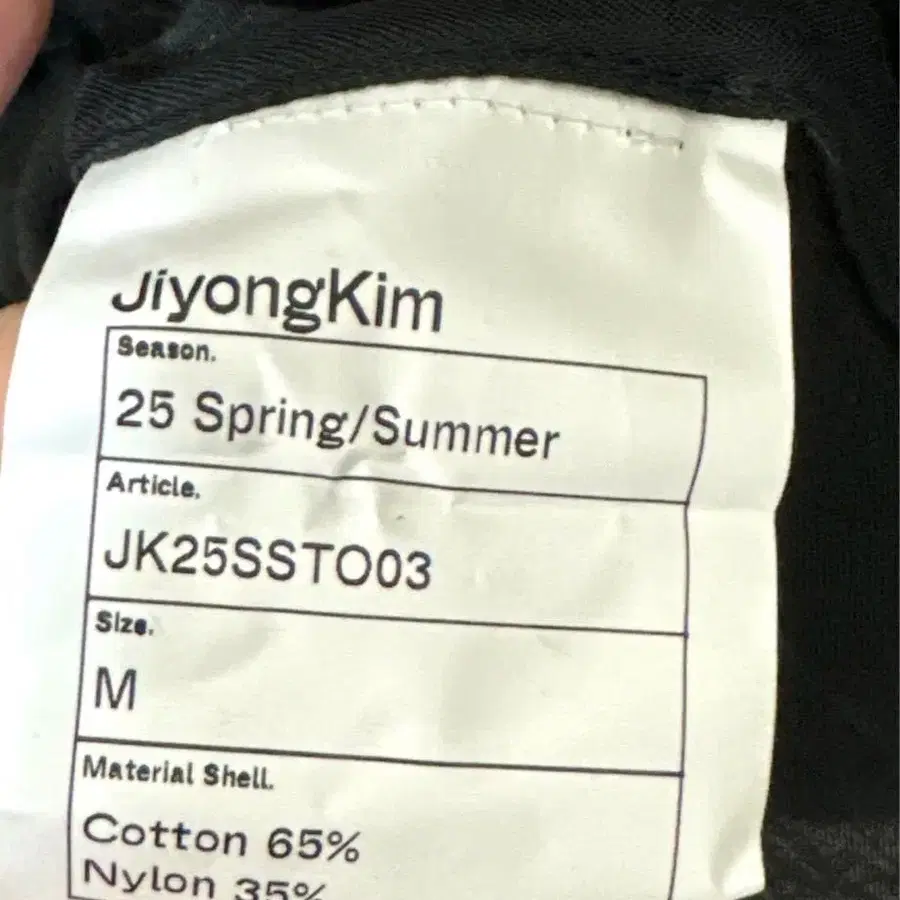 JiyongKim
Season.
25 Spring/Summer
Article.
JK25SSTO03
Size.
M
Material Shell.
Cotton 65%
Nylon 35%